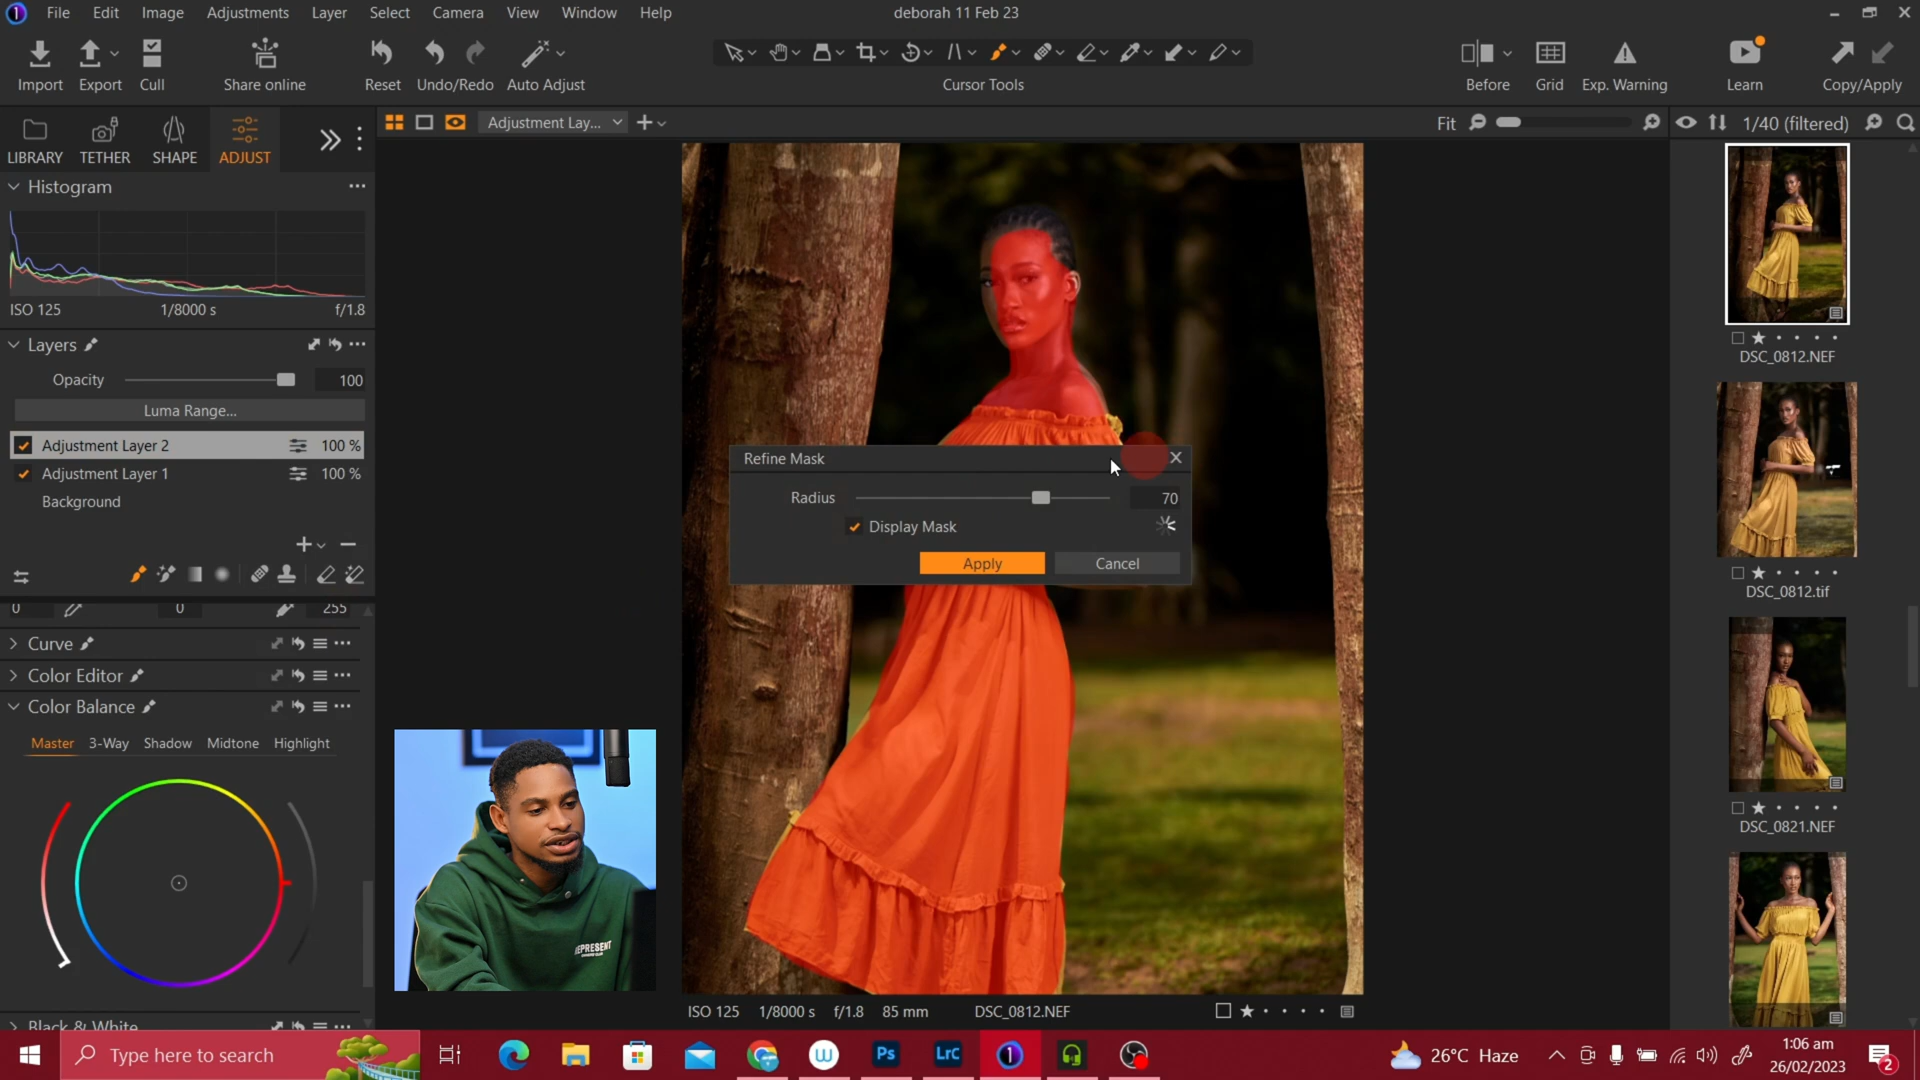 File Edit Image Adjustments Layer Select Camera View Window Help
deborah 11 Feb 23
Import Export Cull Share online Reset Undo/Redo Auto Adjust Cursor Tools Before Grid Exp. Warning Learn Copy/Apply
LIBRARY TETHER SHAPE ADJUST
Adjustment Lay...
Fit
1/40 (filtered)
Histogram
ISO 125 1/8000 s f/1.8
Layers
Opacity 100
Luma Range...
Adjustment Layer 2 100 %
Adjustment Layer 1 100 %
Background
0 0 255
Curve
Color Editor
Color Balance
Master 3-Way Shadow Midtone Highlight
Black & White
Refine Mask
Radius 70
Display Mask
Apply Cancel
REPRESENT
ISO 125 1/8000 s f/1.8 85 mm DSC_0812.NEF
DSC_0812.NEF
DSC_0812.tif
DSC_0821.NEF
Type here to search
W
Ps
LrC
26°C Haze
1:06 am
26/02/2023
2